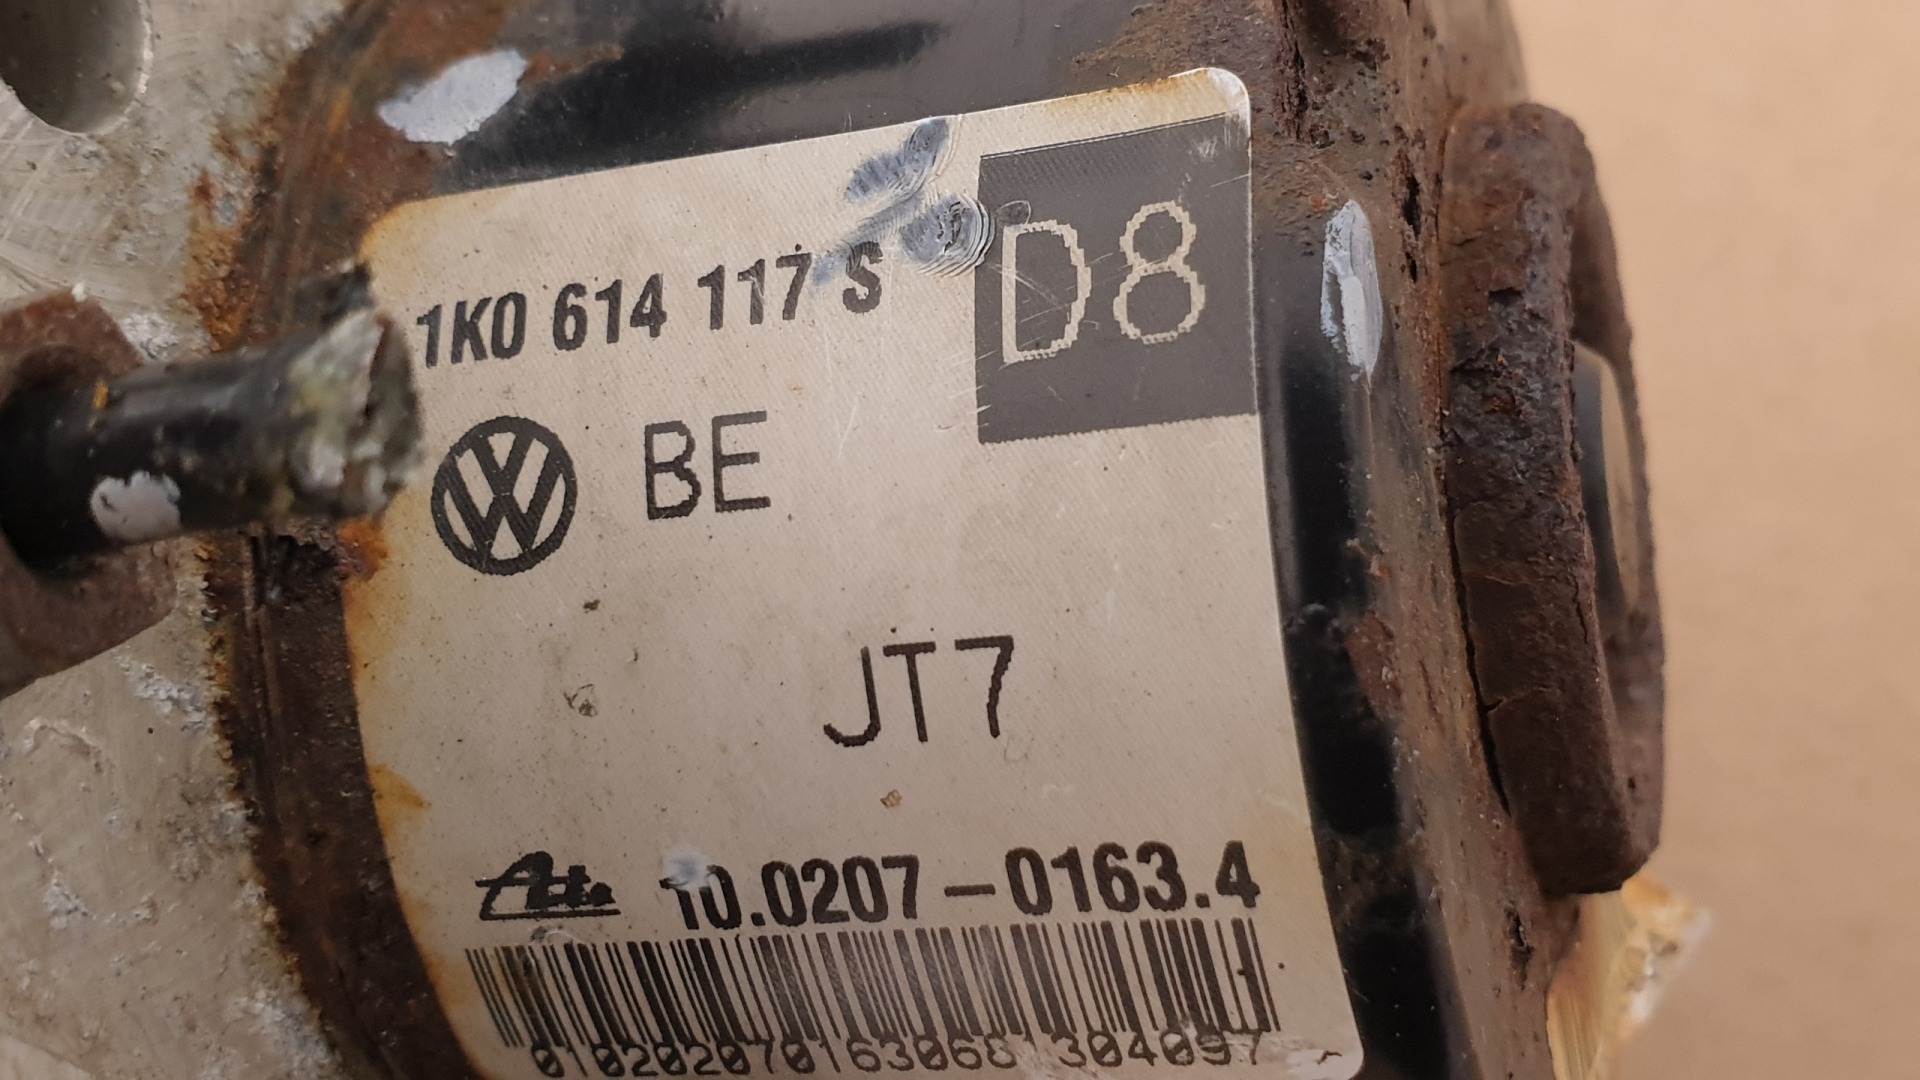 1K0 614 117 S
D8
BE
JT7
Ate 10.0207-0163.4
0102020701630681304097